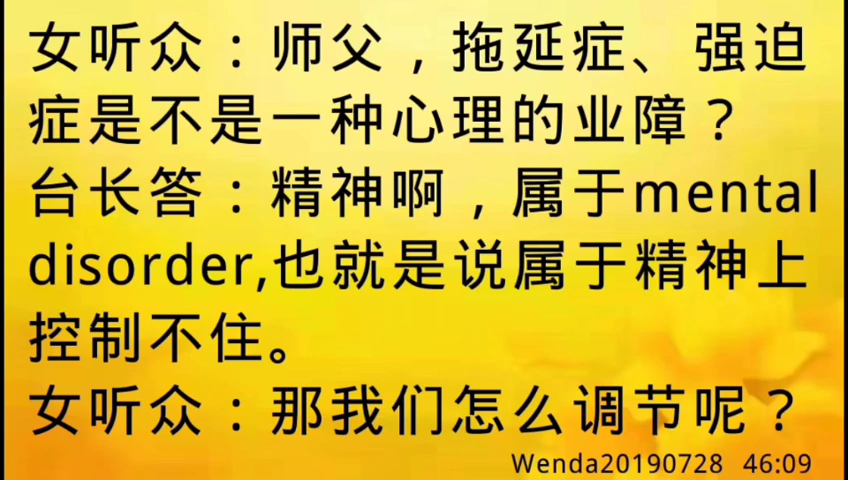 女听众：师父，拖延症、强迫
症是不是一种心理的业障？
台长答：精神啊，属于mental
disorder,也就是说属于精神上
控制不住。
女听众：那我们怎么调节呢？
Wenda20190728 46:09